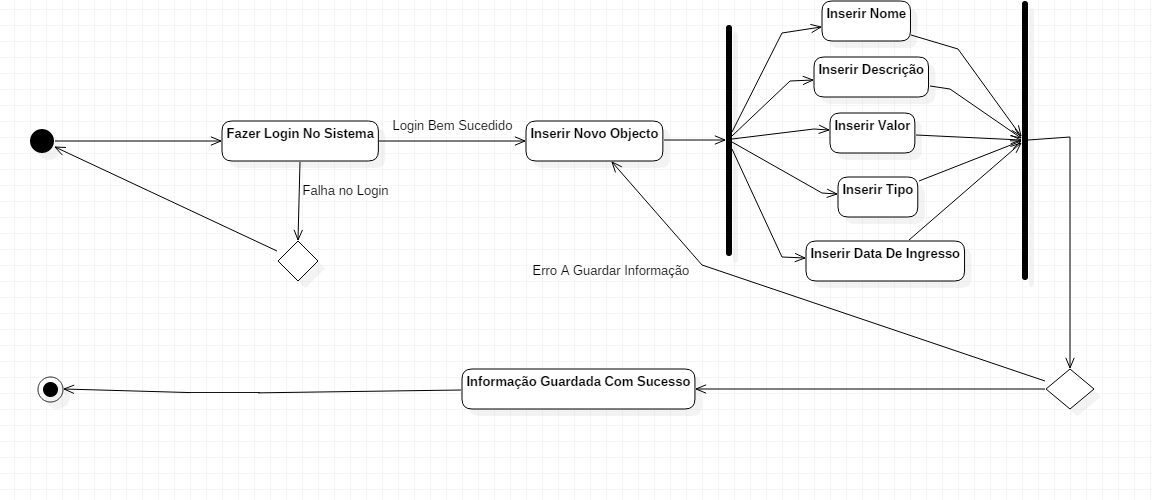 Inserir Nome
Inserir Descrição
Fazer Login No Sistema
Login Bem Sucedido
Inserir Novo Objecto
Inserir Valor
Falha no Login
Inserir Tipo
Inserir Data De Ingresso
Erro A Guardar Informação
Informação Guardada Com Sucesso